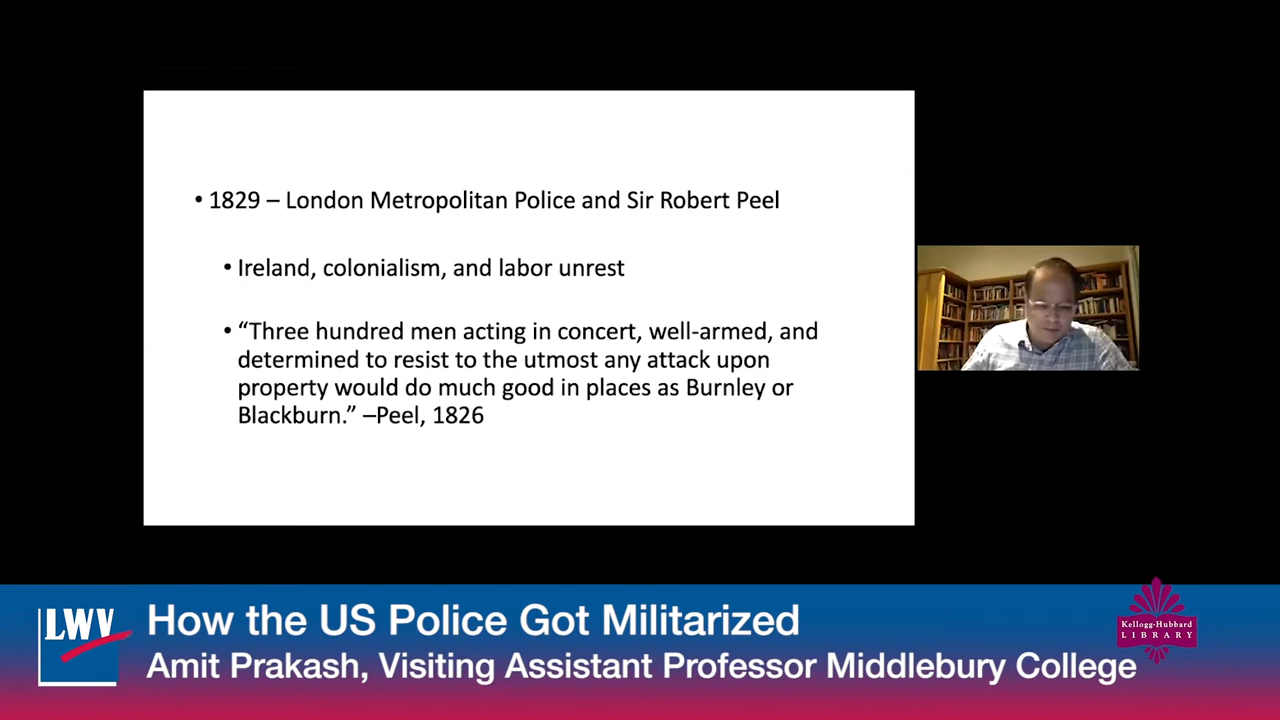 • 1829 – London Metropolitan Police and Sir Robert Peel
• Ireland, colonialism, and labor unrest
• “Three hundred men acting in concert, well-armed, and
determined to resist to the utmost any attack upon
property would do much good in places as Burnley or
Blackburn.” –Peel, 1826
LWV
How the US Police Got Militarized
Amit Prakash, Visiting Assistant Professor Middlebury College
Kellogg-Hubbard
LIBRARY